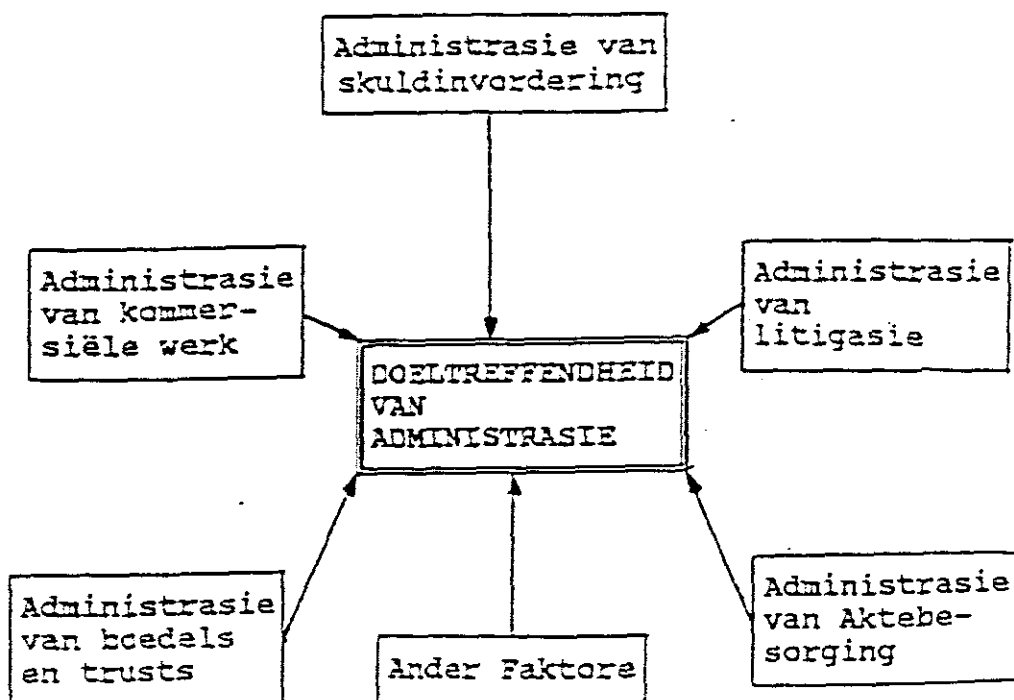 Administrasie van
skuldinvordering
Administrasie
van kommer-
siële werk
Administrasie
van
litigasie
DOELTREFFENDHEID
VAN
ADMINISTRASIE
Administrasie
van boedels
en trusts
Ander Faktore
Administrasie
van Aktebe-
sorging